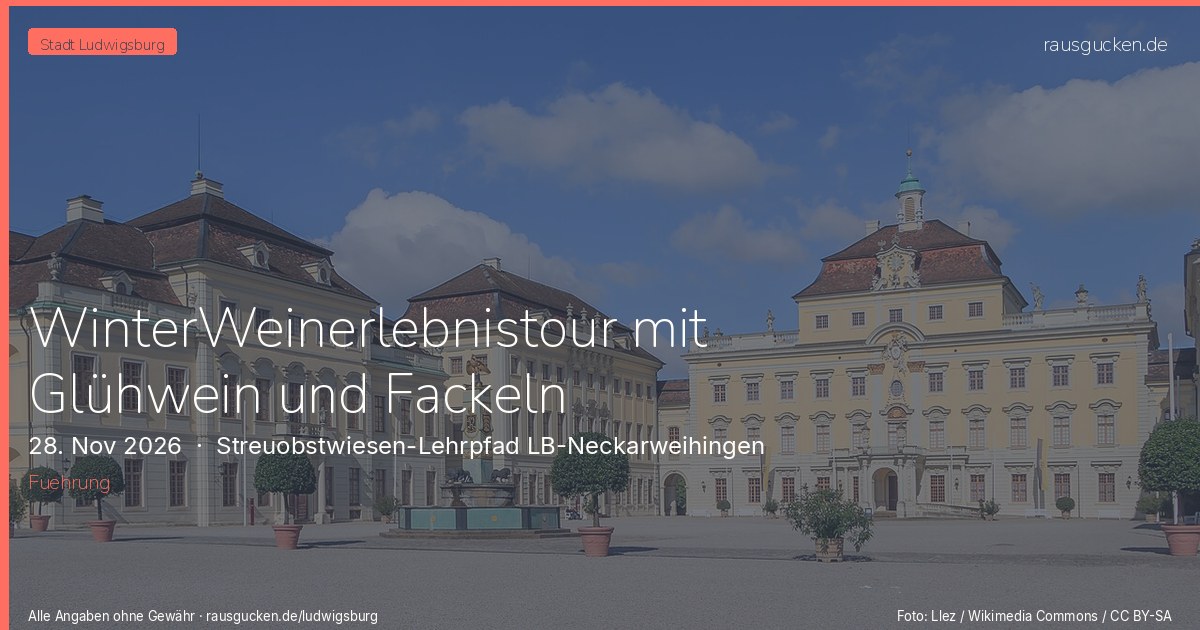 Stadt Ludwigsburg
rausgucken.de
WinterWeinerlebnistour mit
Glühwein und Fackeln
28. Nov 2026 · Streuobstwiesen-Lehrpfad LB-Neckarweihingen
Fuehrung
Alle Angaben ohne Gewähr · rausgucken.de/ludwigsburg
Foto: Llez / Wikimedia Commons / CC BY-SA